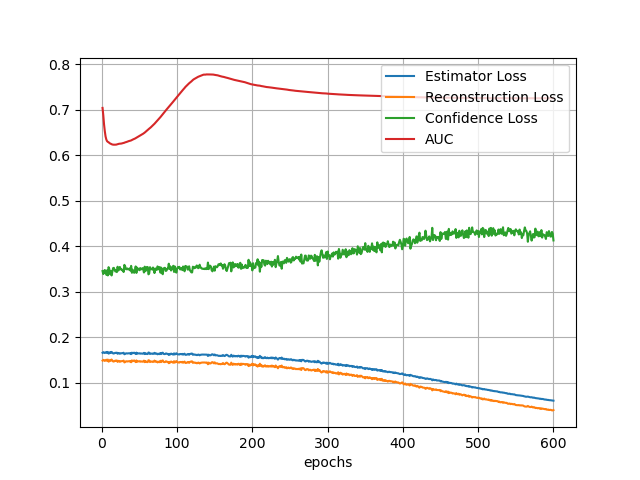 0.8
0.7
0.6
0.5
0.4
0.3
0.2
0.1
Estimator Loss
Reconstruction Loss
Confidence Loss
AUC
0 100 200 300 400 500 600
epochs